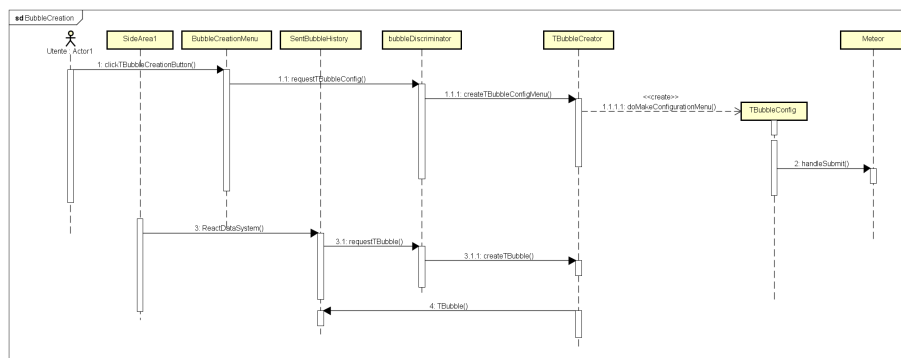 sd BubbleCreation
SideArea1
BubbleCreationMenu
SentBubbleHistory
bubbleDiscriminator
TBubbleCreator
Meteor
Utente : Actor1
1: clickTBubbleCreationButton()
1.1: requestTBubbleConfig()
1.1.1: createTBubbleConfigMenu()
<<create>>
1.1.1.1: doMakeConfigurationMenu()
TBubbleConfig
2: handleSubmit()
3: ReactDataSystem()
3.1: requestTBubble()
3.1.1: createTBubble()
4: TBubble()